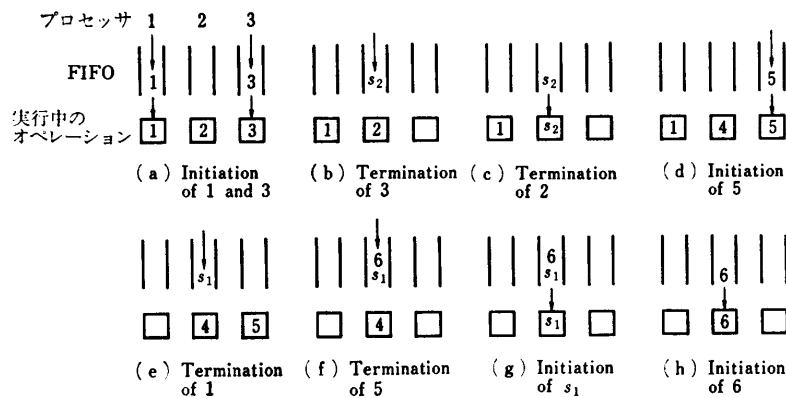 プロセッサ 1 2 3
FIFO 1 3 s₂ s₂ 5
実行中の
オペレーション 1 2 3 1 2 1 s₂ 1 4 5
(a) Initiation of 1 and 3
(b) Termination of 3
(c) Termination of 2
(d) Initiation of 5
s₁ 6 6
s₁ s₁ 6
4 5 4 s₁ 6
(e) Termination of 1
(f) Termination of 5
(g) Initiation of s₁
(h) Initiation of 6